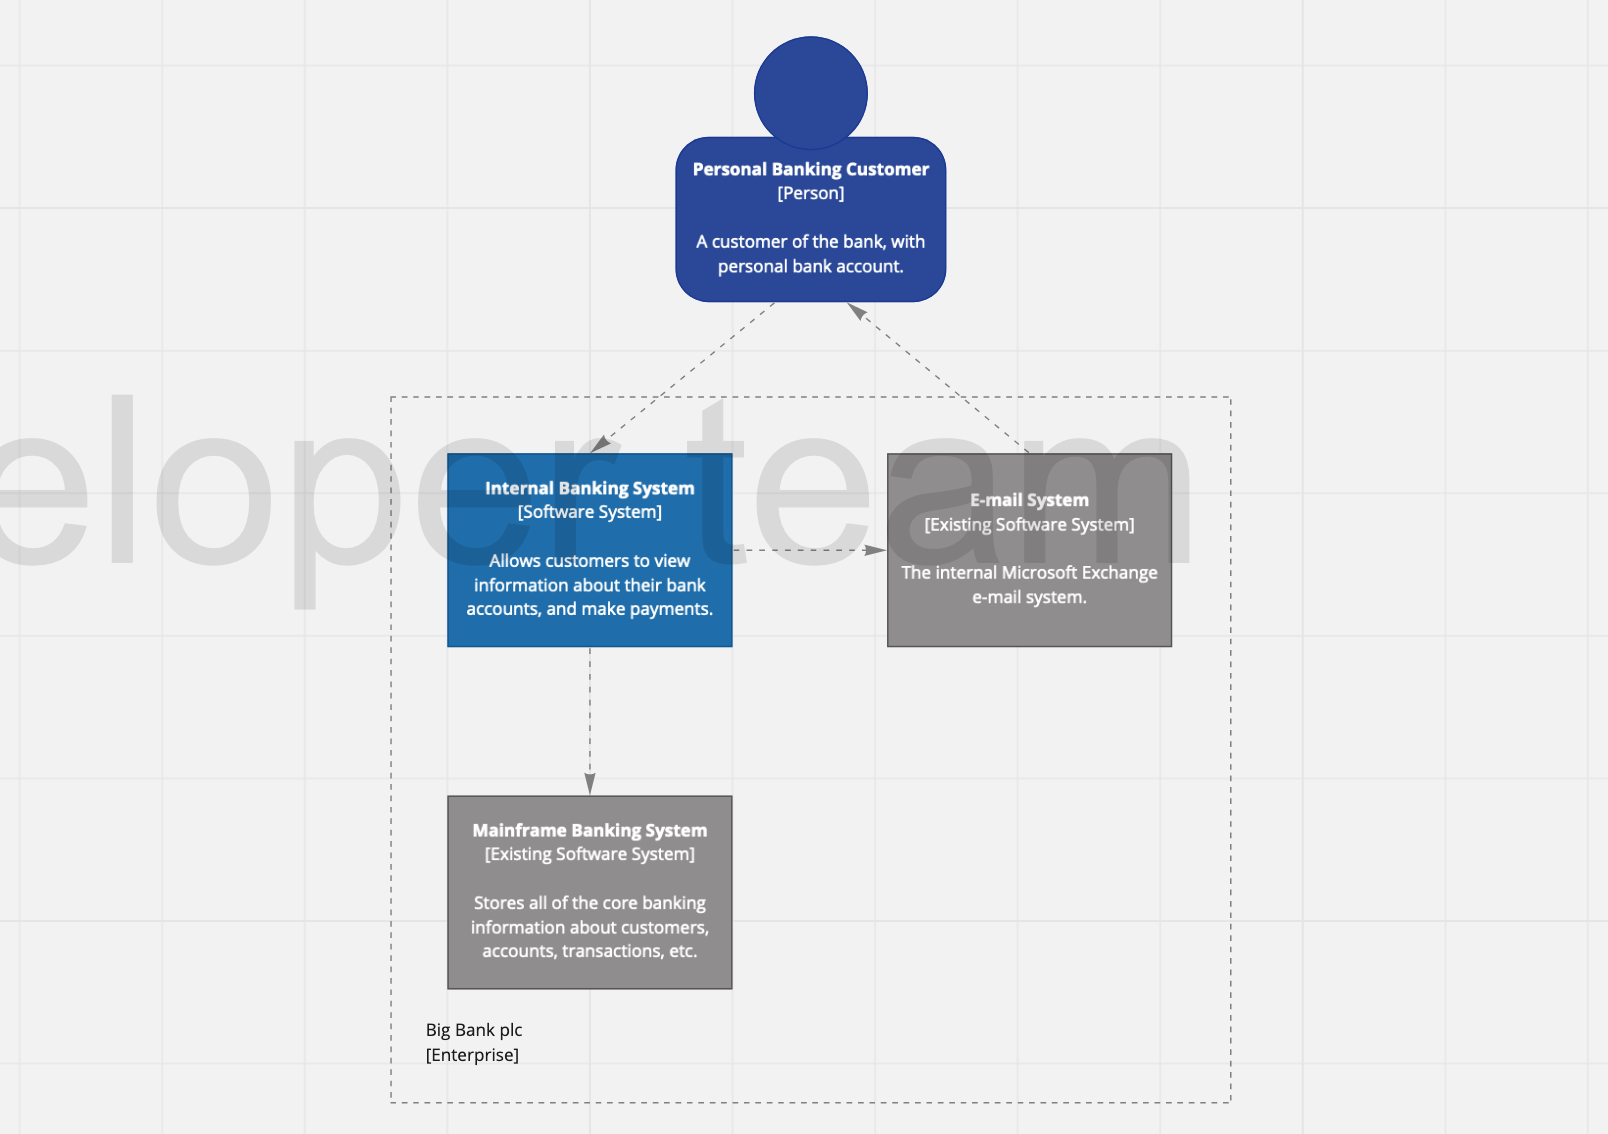 Personal Banking Customer
[Person]
A customer of the bank, with
personal bank account.
eloper team
Internal Banking System
[Software System]
Allows customers to view
information about their bank
accounts, and make payments.
E-mail System
[Existing Software System]
The internal Microsoft Exchange
e-mail system.
Mainframe Banking System
[Existing Software System]
Stores all of the core banking
information about customers,
accounts, transactions, etc.
Big Bank plc
[Enterprise]